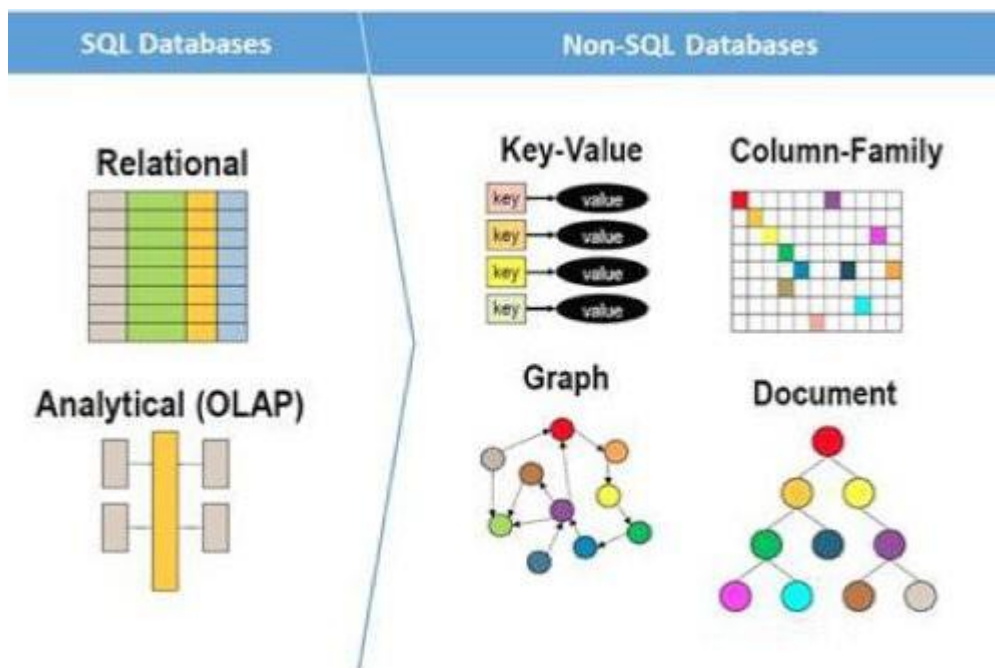 SQL Databases
Non-SQL Databases
Relational
Analytical (OLAP)
Key-Value
key
value
key
value
key
value
key
value
Column-Family
Graph
Document